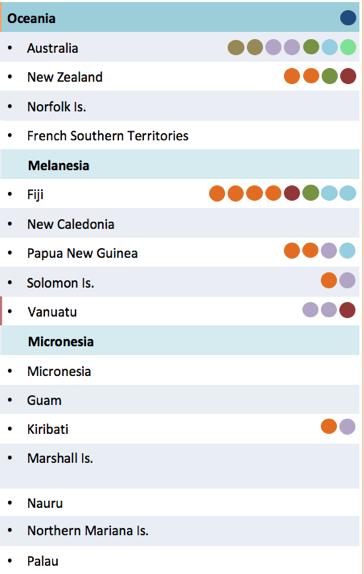 Oceania
• Australia
• New Zealand
• Norfolk Is.
• French Southern Territories
Melanesia
• Fiji
• New Caledonia
• Papua New Guinea
• Solomon Is.
• Vanuatu
Micronesia
• Micronesia
• Guam
• Kiribati
• Marshall Is.
• Nauru
• Northern Mariana Is.
• Palau